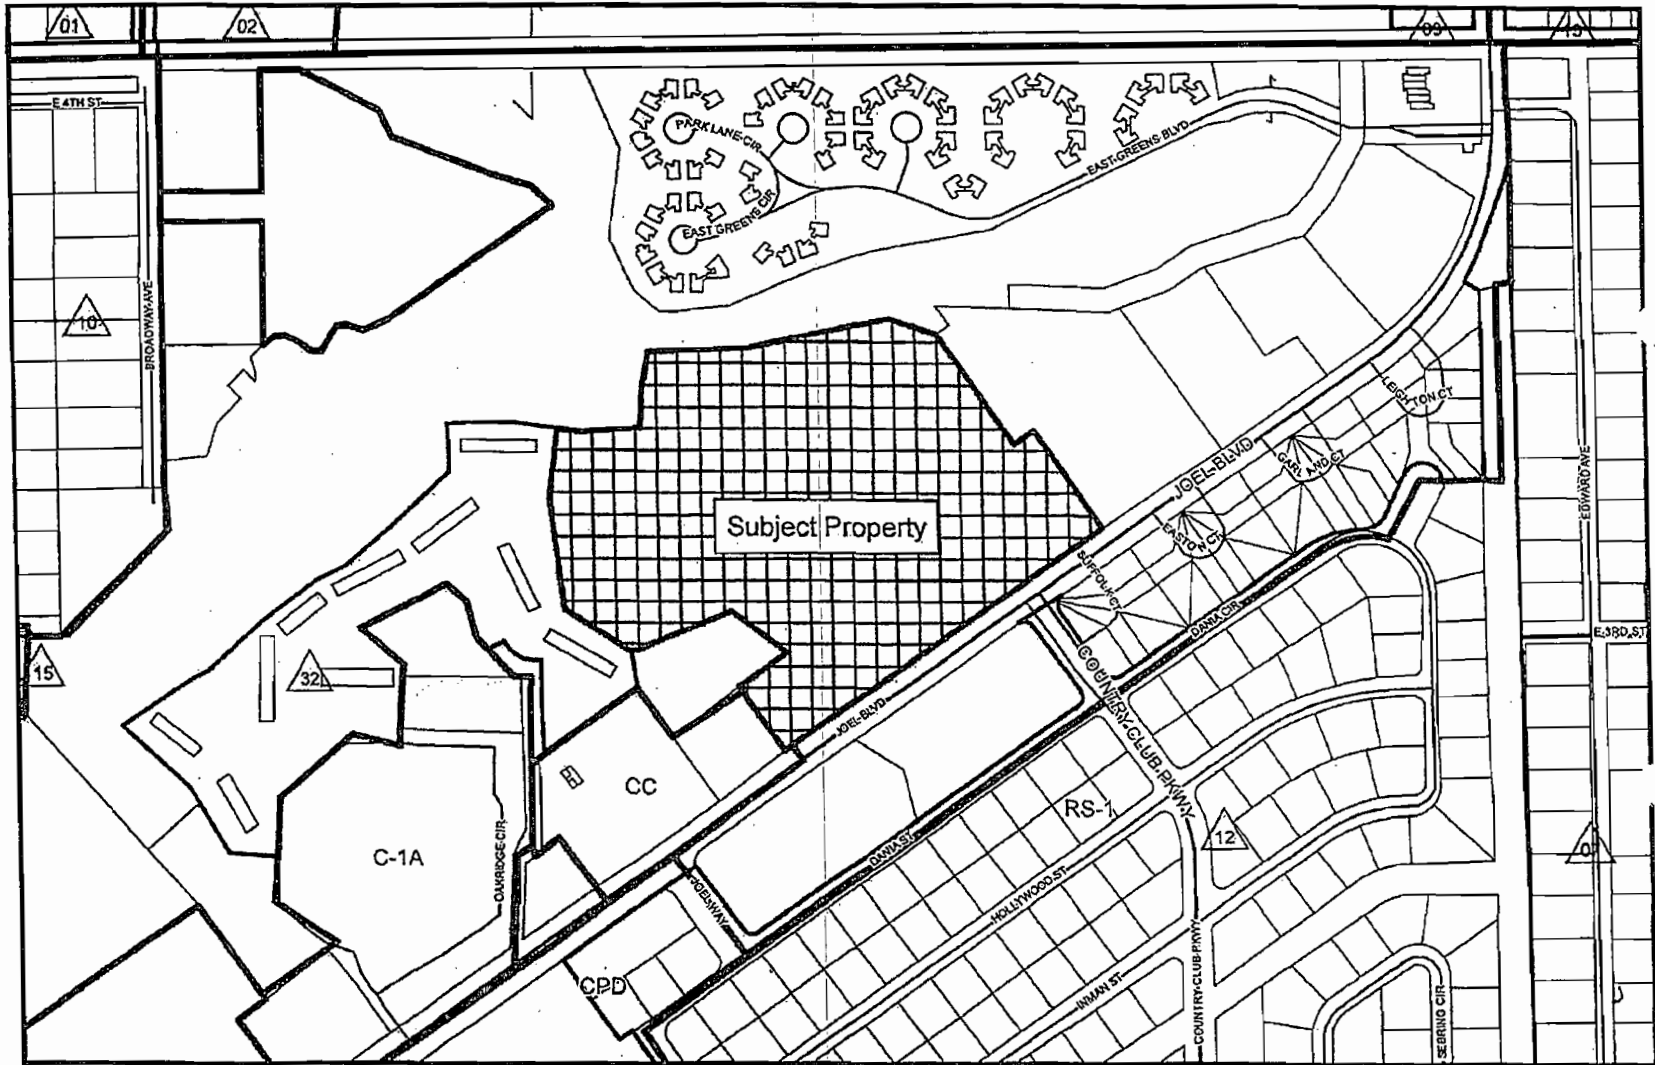 01
02
09
E 4TH ST
PARK LANE CIR
EAST GREENS BLVD
EAST GREENS CIR
10
BROADWAY AVE
LEIGHTON CT
JOEL BLVD
GARLAND CT
EDWARD AVE
Subject Property
EASTON CT
SUFFOLK CT
DANIA CIR
E 3RD ST
15
32
COUNTRY CLUB PKWY
JOEL BLVD
CC
RS-1
12
C-1A
OAKRIDGE CIR
DANIA ST
JOEL WAY
HOLLYWOOD ST
CPD
INMAN ST
COUNTRY CLUB PKWY
SEBRING CIR